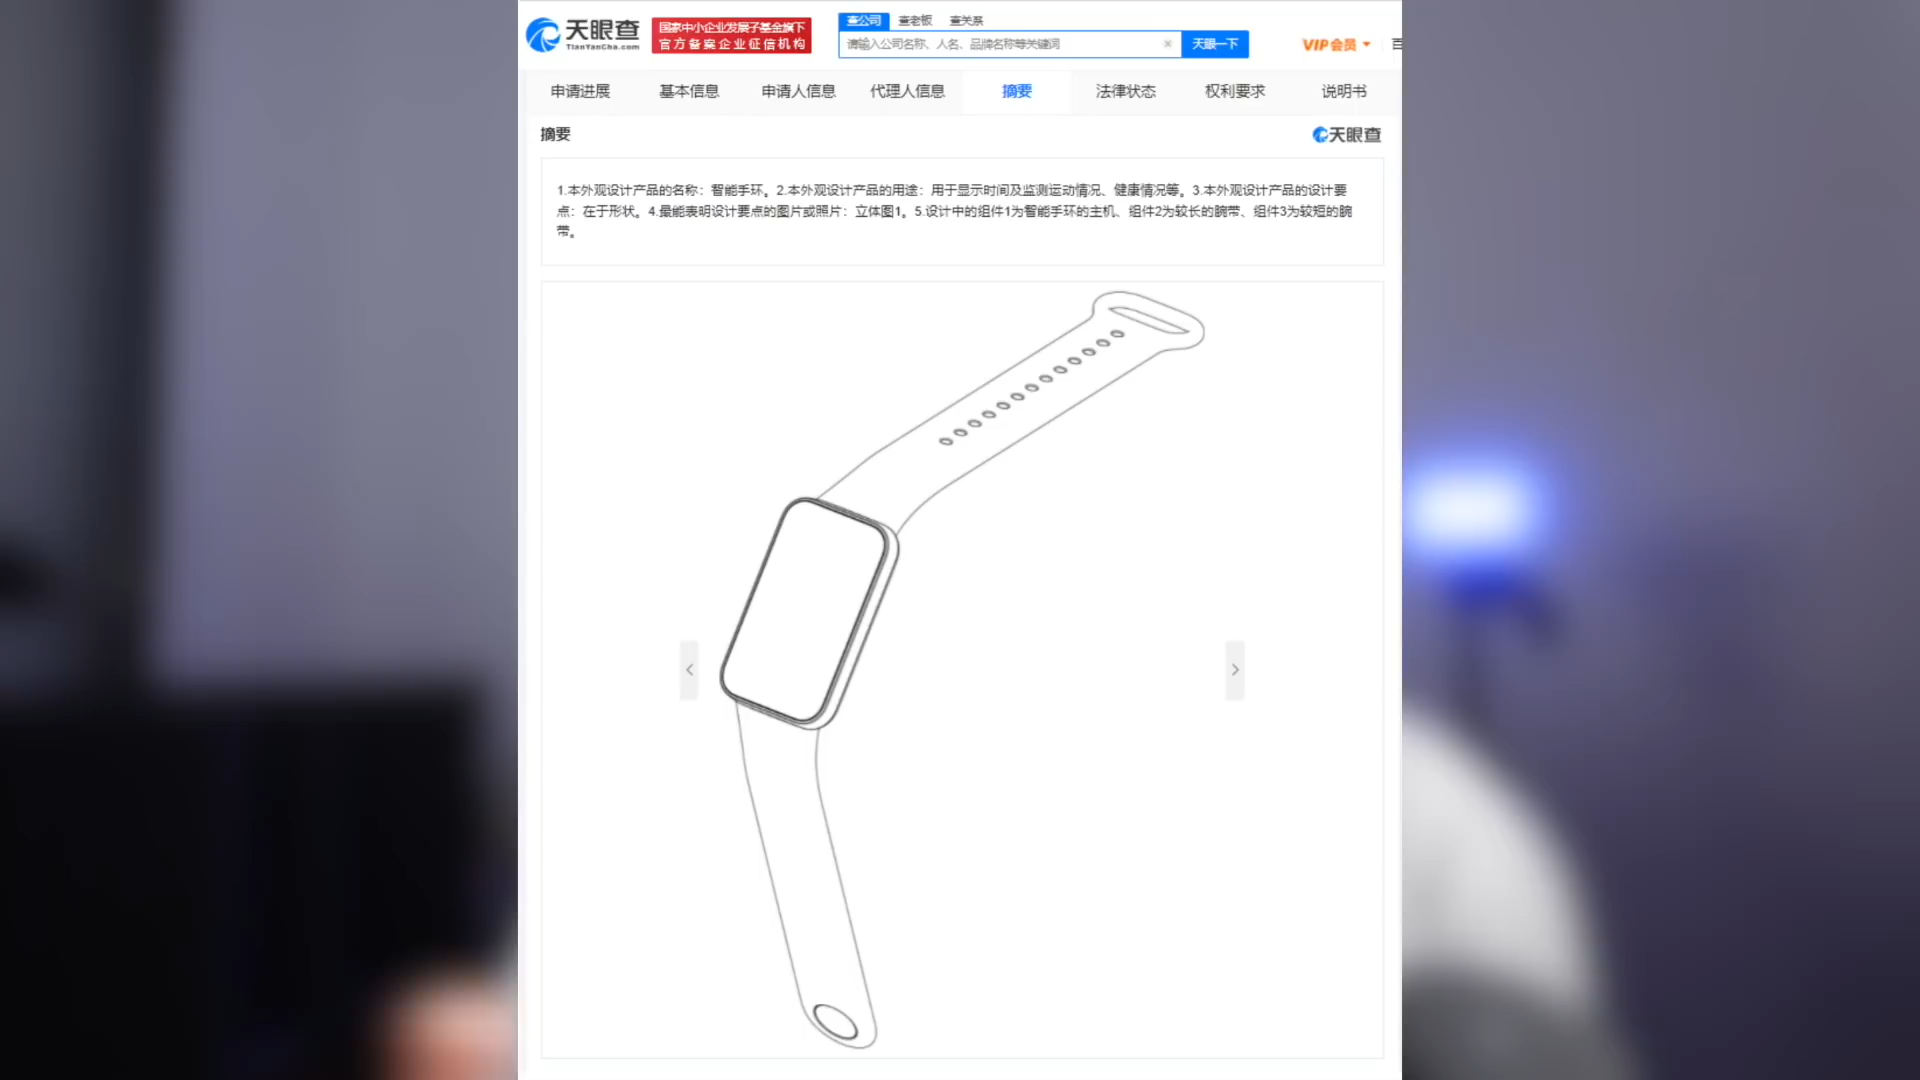 天眼查
TianYanCha.com
国家中小企业发展子基金旗下
官方备案企业征信机构
查公司 查老板 查关系
请输入公司名称、人名、品牌名称等关键词
天眼一下
VIP会员
百
申请进展 基本信息 申请人信息 代理人信息 摘要 法律状态 权利要求 说明书
摘要
天眼查
1.本外观设计产品的名称：智能手环。2.本外观设计产品的用途：用于显示时间及监测运动情况、健康情况等。3.本外观设计产品的设计要
点：在于形状。4.最能表明设计要点的图片或照片：立体图1。5.设计中的组件1为智能手环的主机、组件2为较长的腕带、组件3为较短的腕
带。